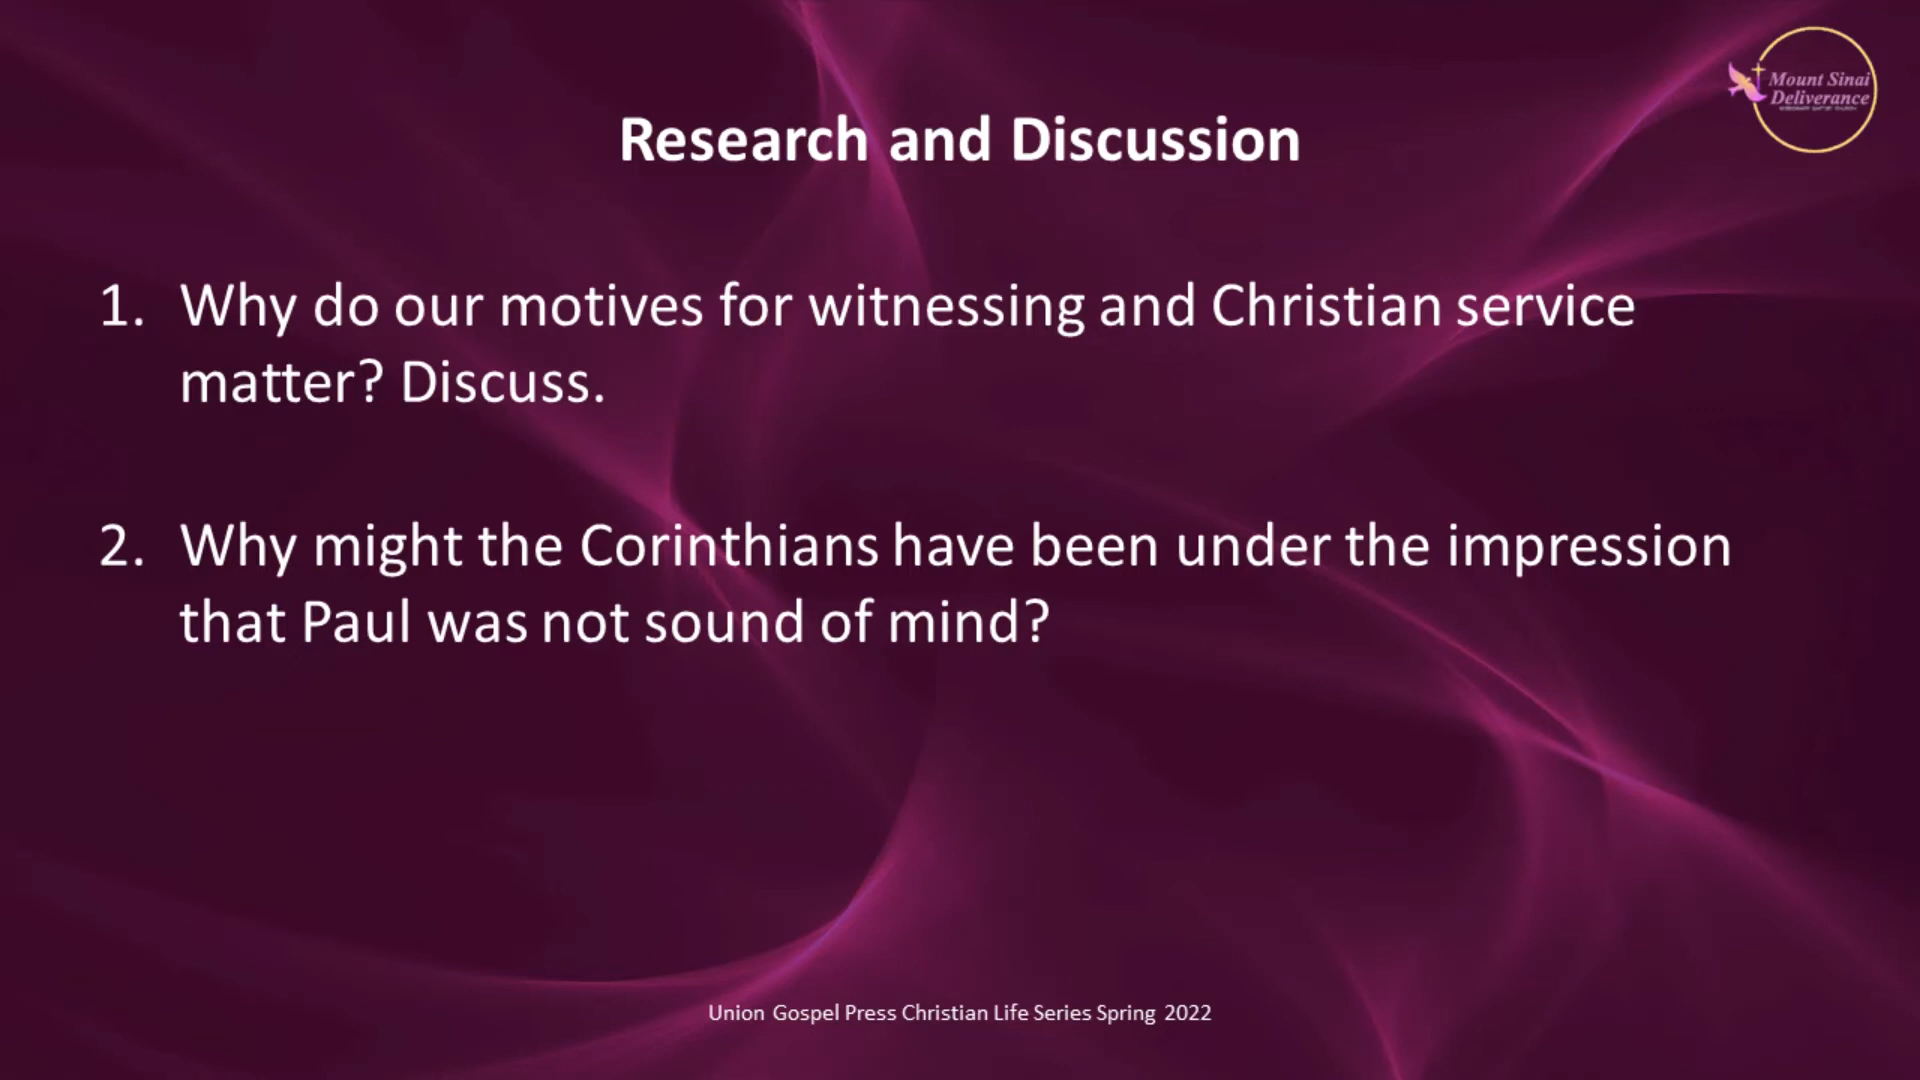 Mount Sinai
Deliverance
Research and Discussion
1. Why do our motives for witnessing and Christian service
matter? Discuss.
2. Why might the Corinthians have been under the impression
that Paul was not sound of mind?
Union Gospel Press Christian Life Series Spring 2022